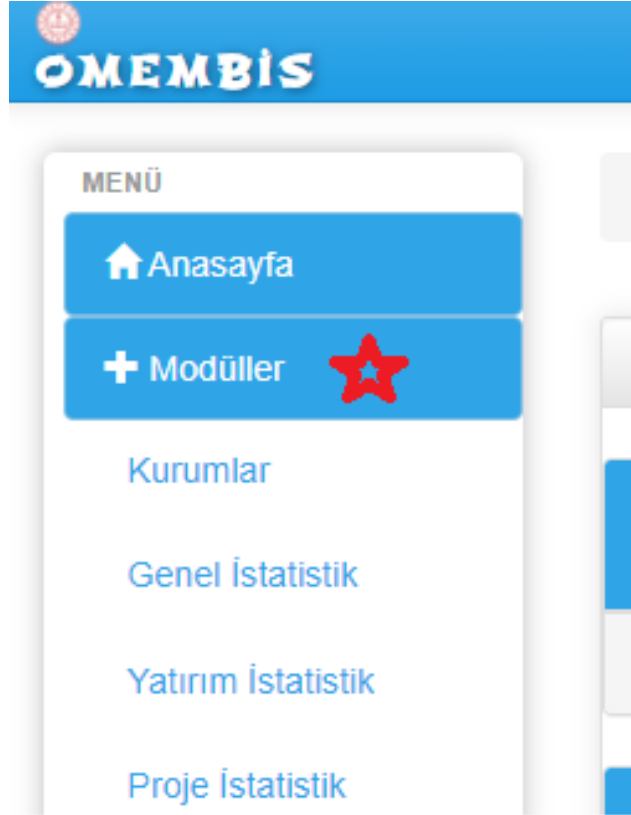 OMEMBİS
MENÜ
Anasayfa
Modüller
Kurumlar
Genel İstatistik
Yatırım İstatistik
Proje İstatistik